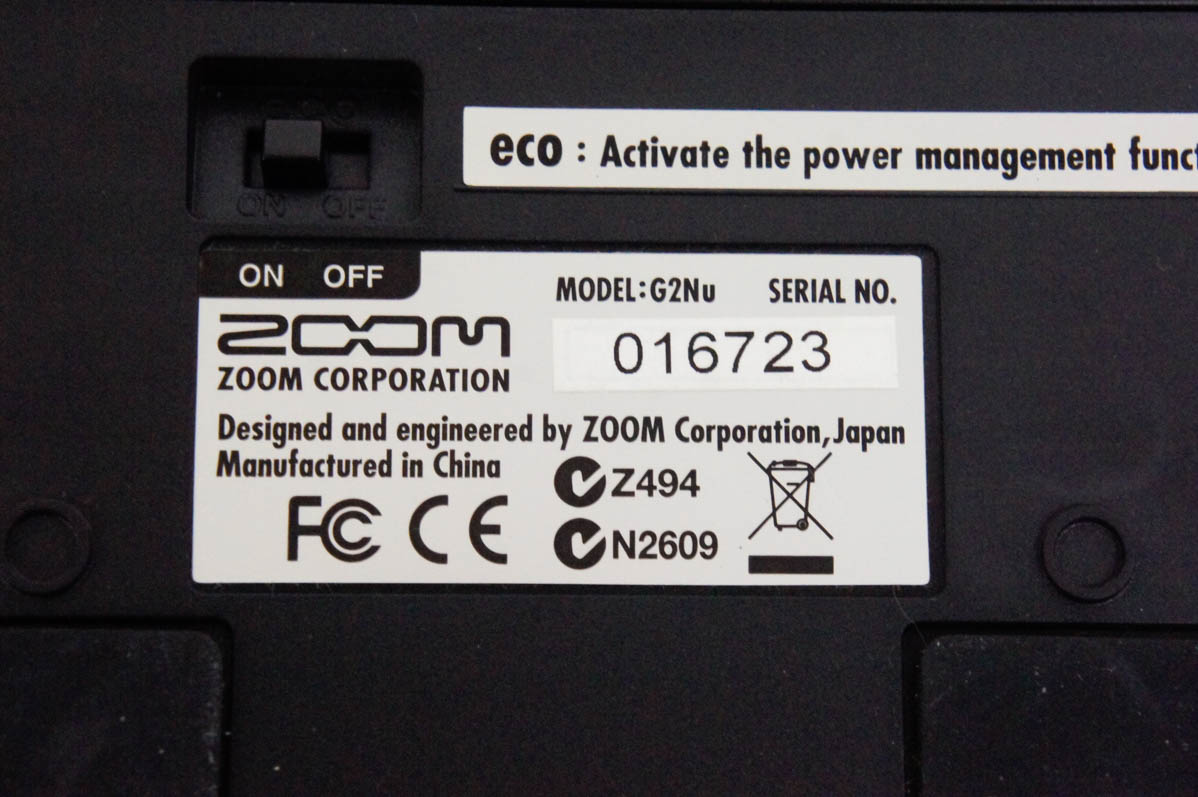 eco
ON OFF
eco : Activate the power management funct
ON OFF
MODEL:G2Nu SERIAL NO.
ZOOM
016723
ZOOM CORPORATION
Designed and engineered by ZOOM Corporation,Japan
Manufactured in China
Z494
FC CE
N2609